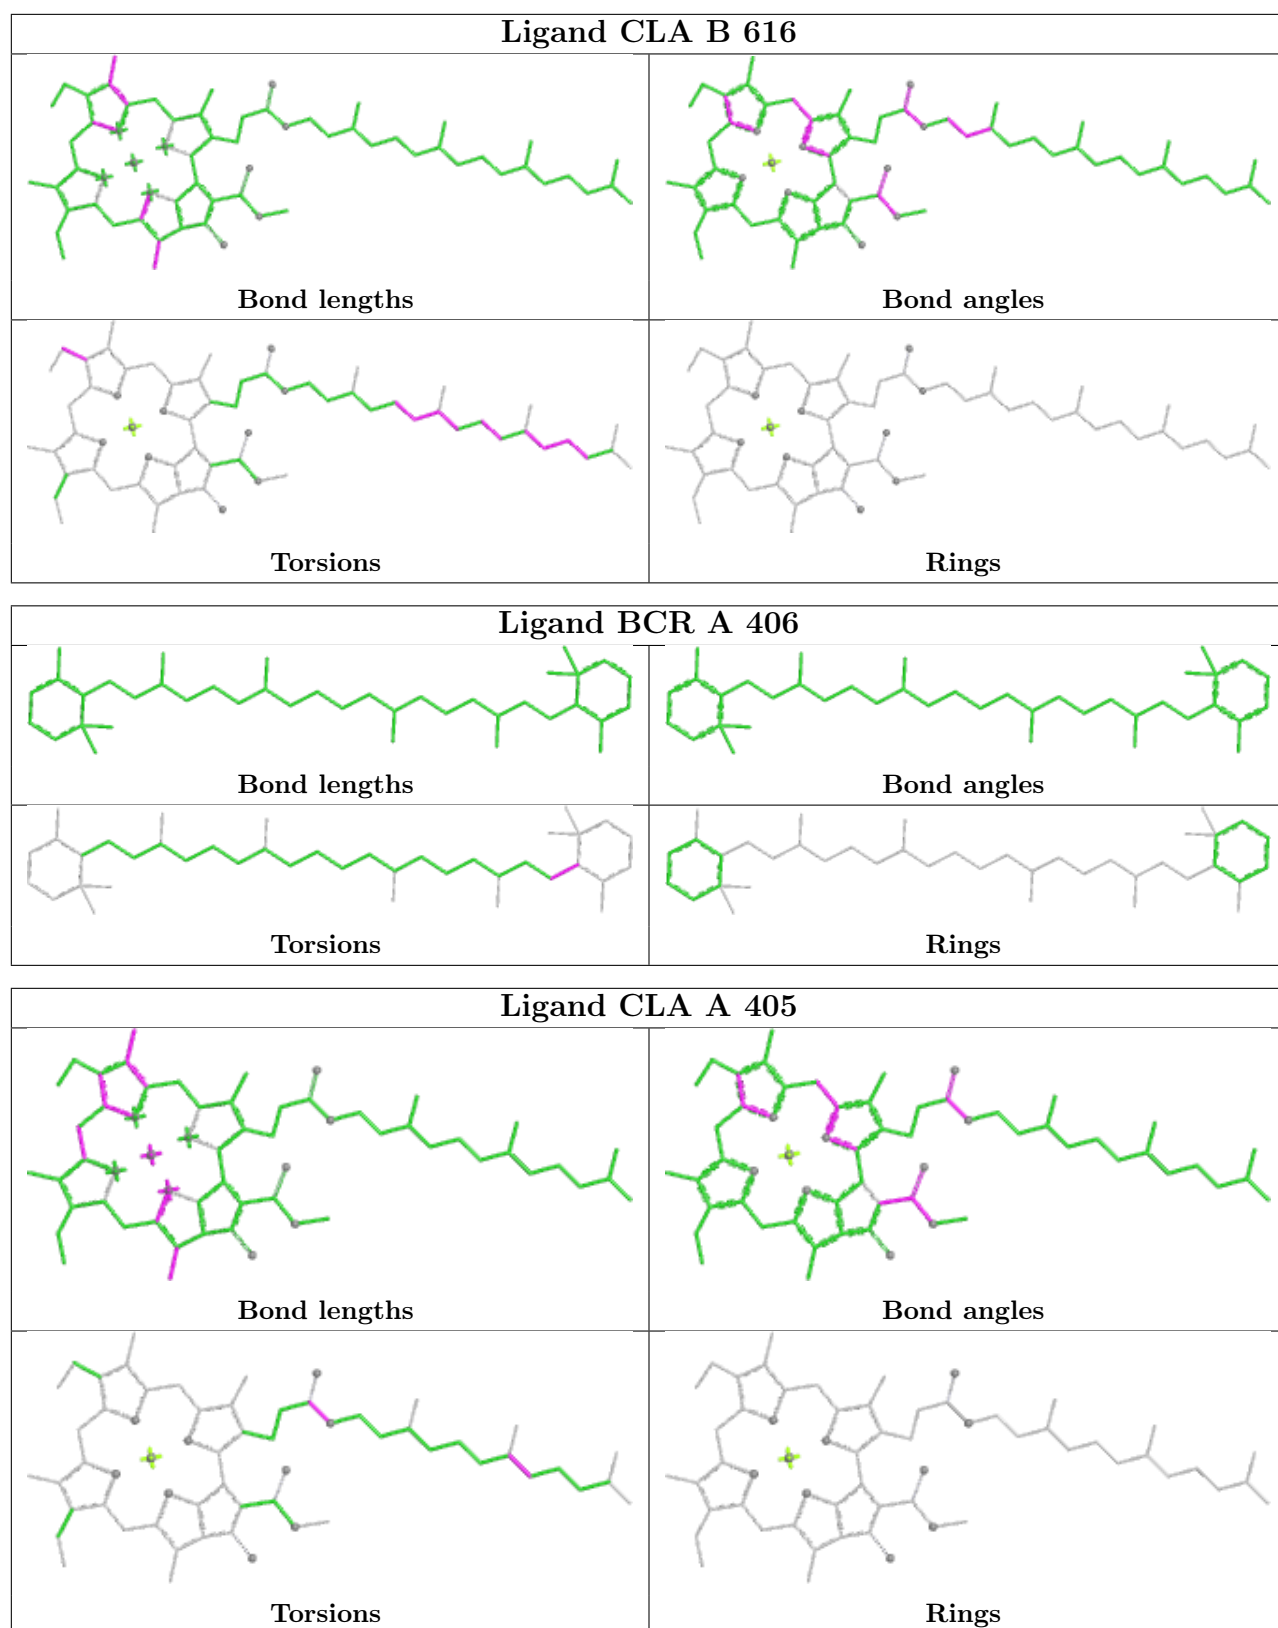 Ligand CLA B 616
Bond lengths
Bond angles
Torsions
Rings
Ligand BCR A 406
Bond lengths
Bond angles
Torsions
Rings
Ligand CLA A 405
Bond lengths
Bond angles
Torsions
Rings